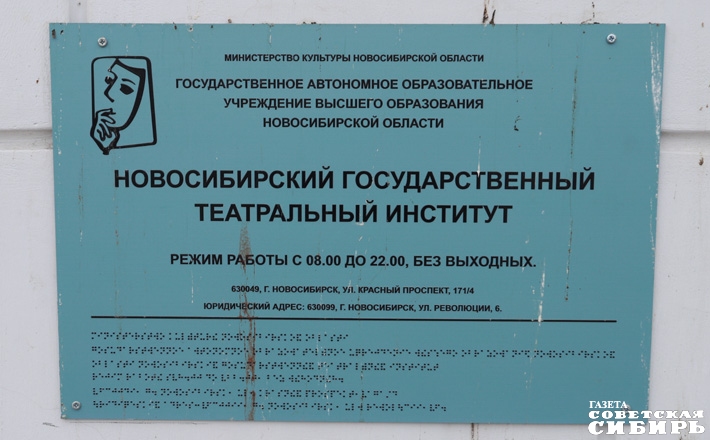 МИНИСТЕРСТВО КУЛЬТУРЫ НОВОСИБИРСКОЙ ОБЛАСТИ
ГОСУДАРСТВЕННОЕ АВТОНОМНОЕ ОБРАЗОВАТЕЛЬНОЕ
УЧРЕЖДЕНИЕ ВЫСШЕГО ОБРАЗОВАНИЯ
НОВОСИБИРСКОЙ ОБЛАСТИ
НОВОСИБИРСКИЙ ГОСУДАРСТВЕННЫЙ
ТЕАТРАЛЬНЫЙ ИНСТИТУТ
РЕЖИМ РАБОТЫ С 08.00 ДО 22.00, БЕЗ ВЫХОДНЫХ.
630049, Г. НОВОСИБИРСК, УЛ. КРАСНЫЙ ПРОСПЕКТ, 171/4
ЮРИДИЧЕСКИЙ АДРЕС: 630099, Г. НОВОСИБИРСК, УЛ. РЕВОЛЮЦИИ, 6.
ГАЗЕТА
СОВЕТСКАЯ
СИБИРЬ